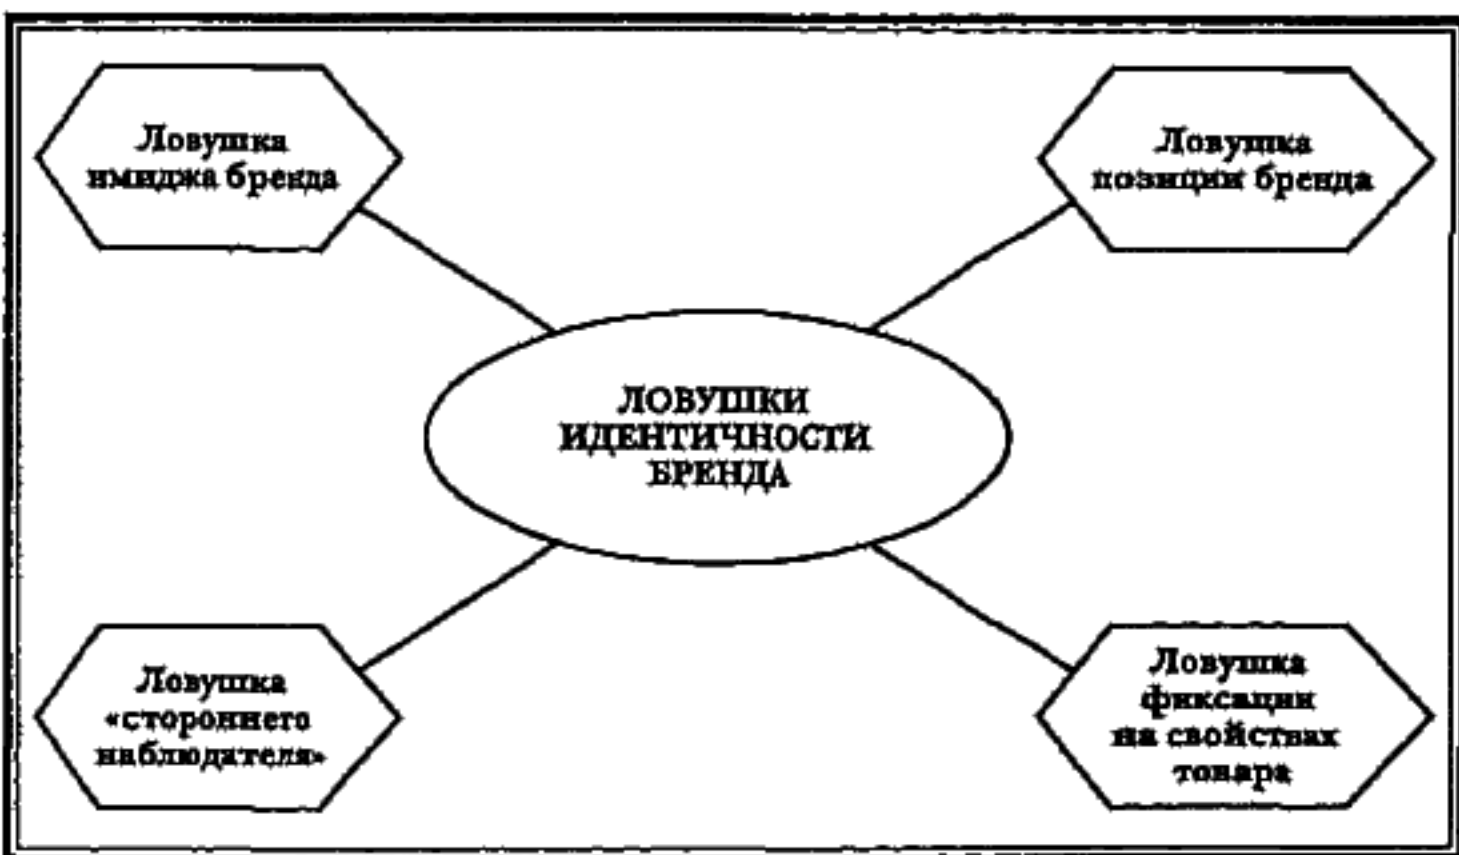 Ловушка
имиджа бренда
Ловушка
позиции бренда
ЛОВУШКИ
ИДЕНТИЧНОСТИ
БРЕНДА
Ловушка
«стороннего
наблюдателя»
Ловушка
фиксации
на свойствах
товара